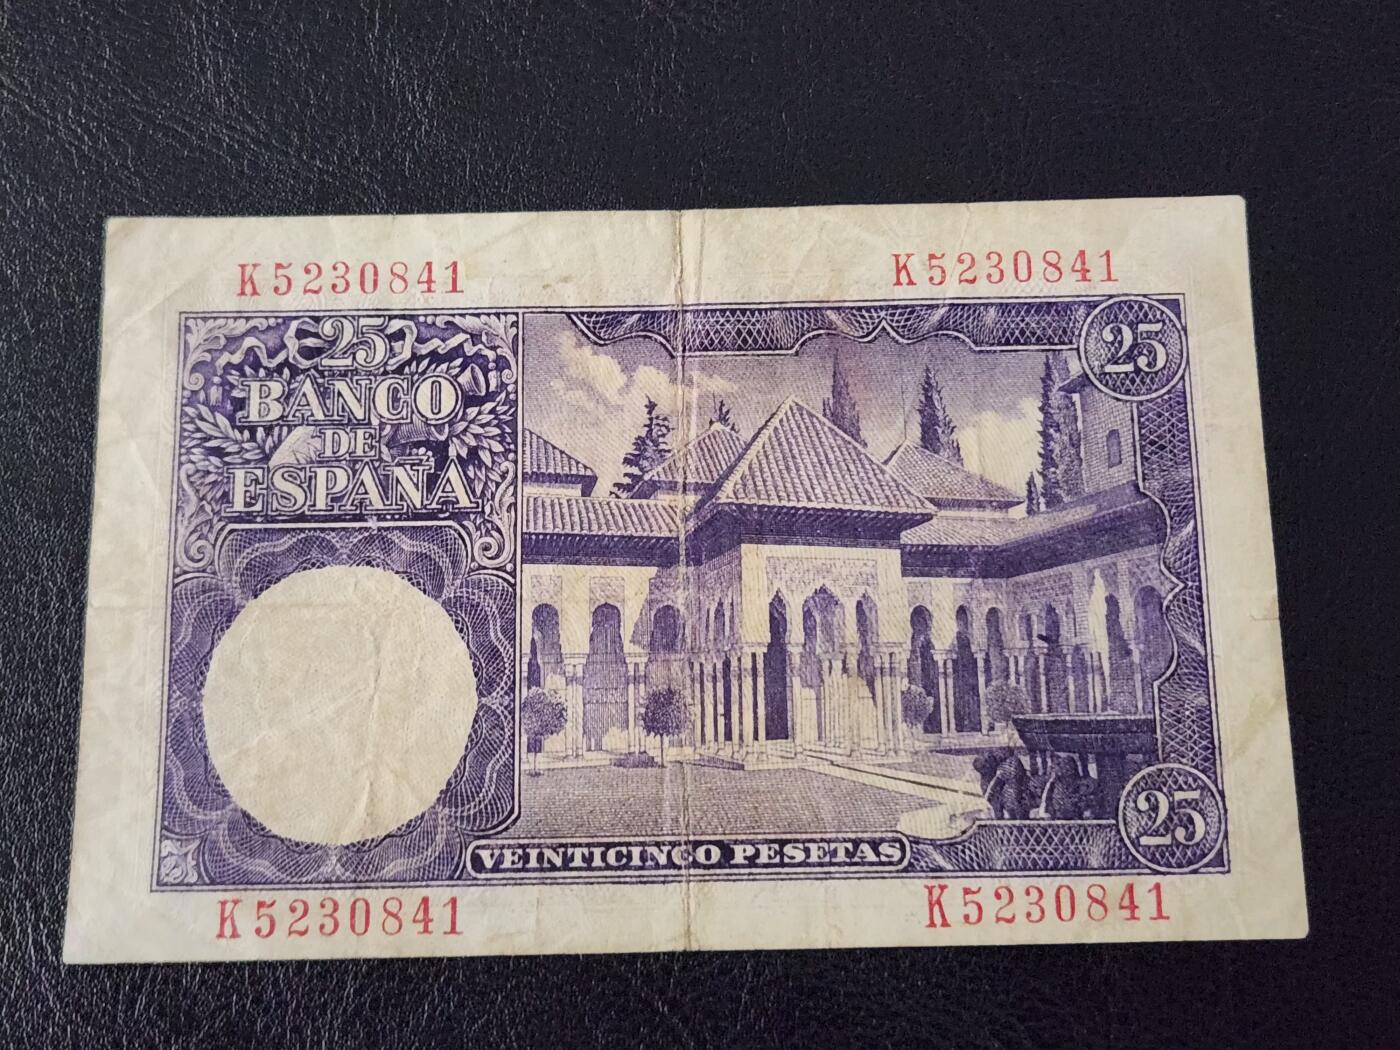 K5230841 K5230841
25 25
BANCO
DE
ESPAÑA
25
VEINTICINCO PESETAS
K5230841 K5230841